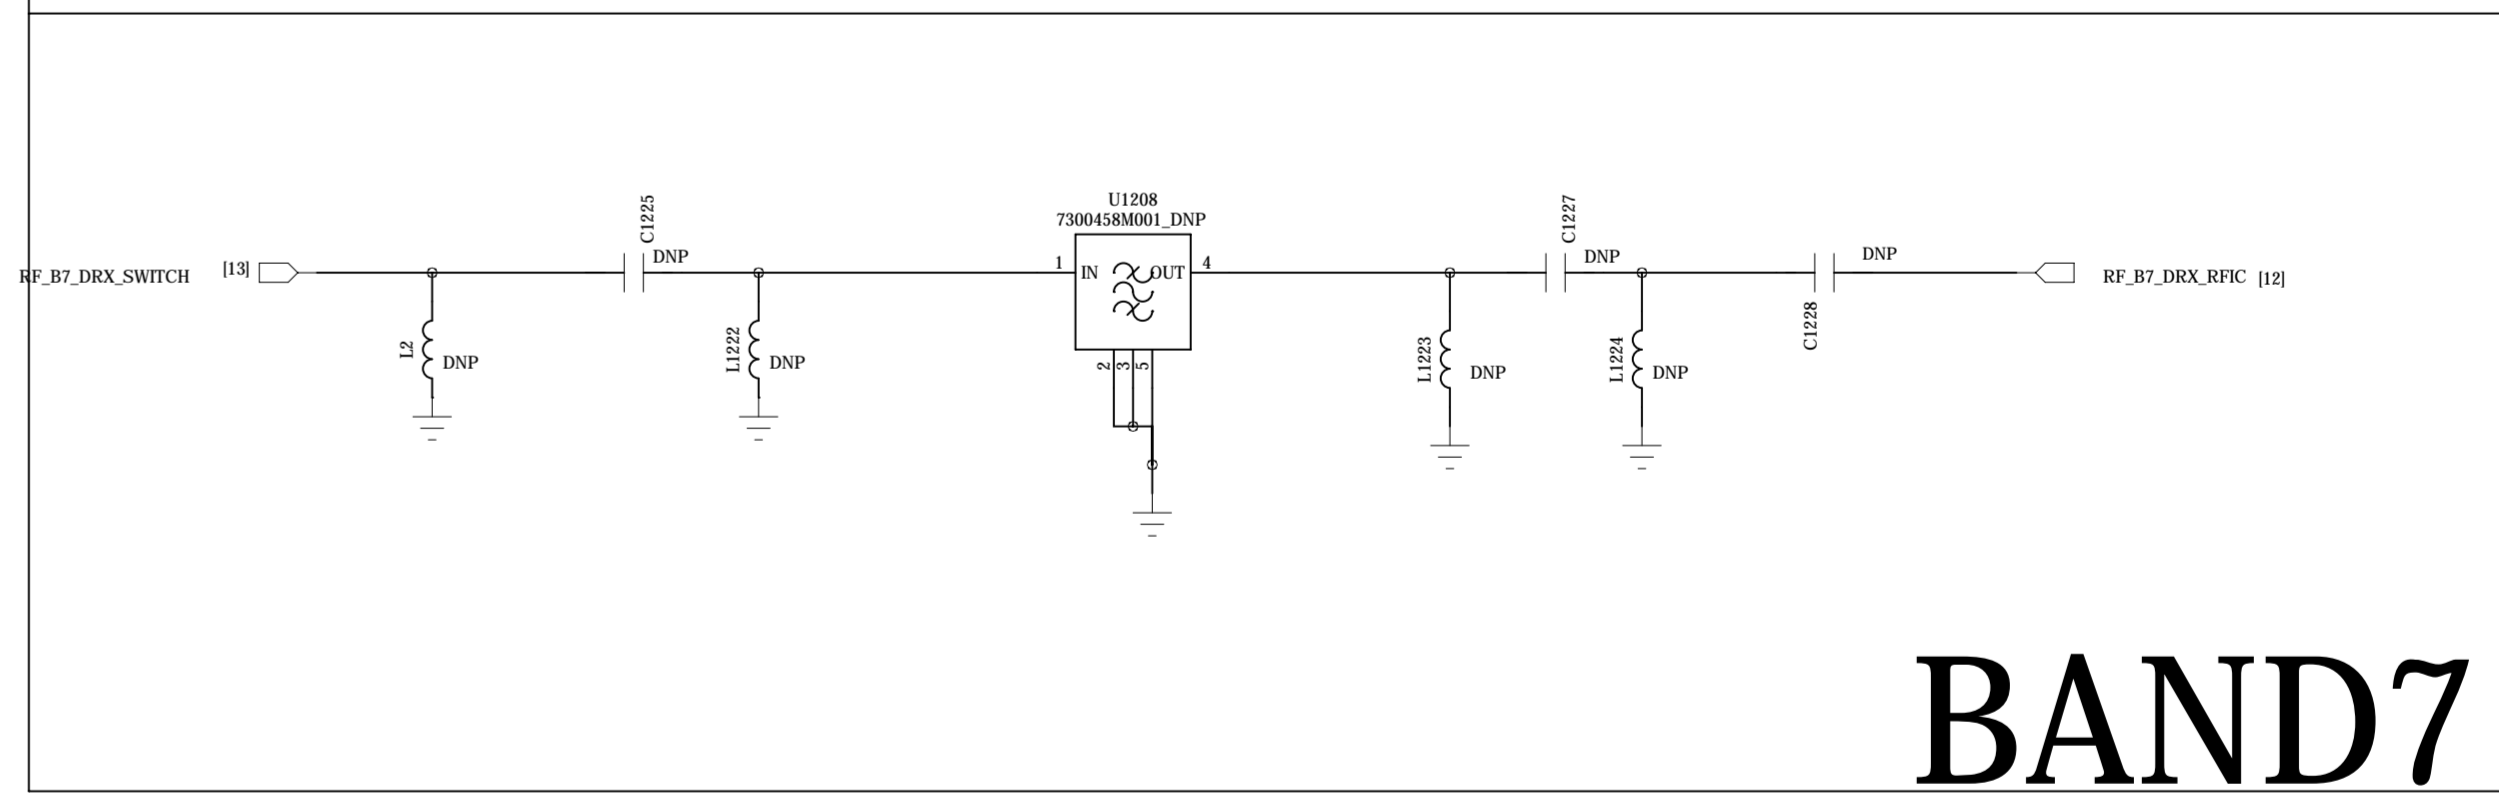 U1208
7300458M001_DNP
C1225
DNP
C1227
DNP
DNP
RF_B7_DRX_SWITCH [13]
1 IN OUT 4
RF_B7_DRX_RFIC [12]
C1228
L2
DNP
L1222
DNP
2 3 5
L1223
DNP
L1224
DNP
BAND7